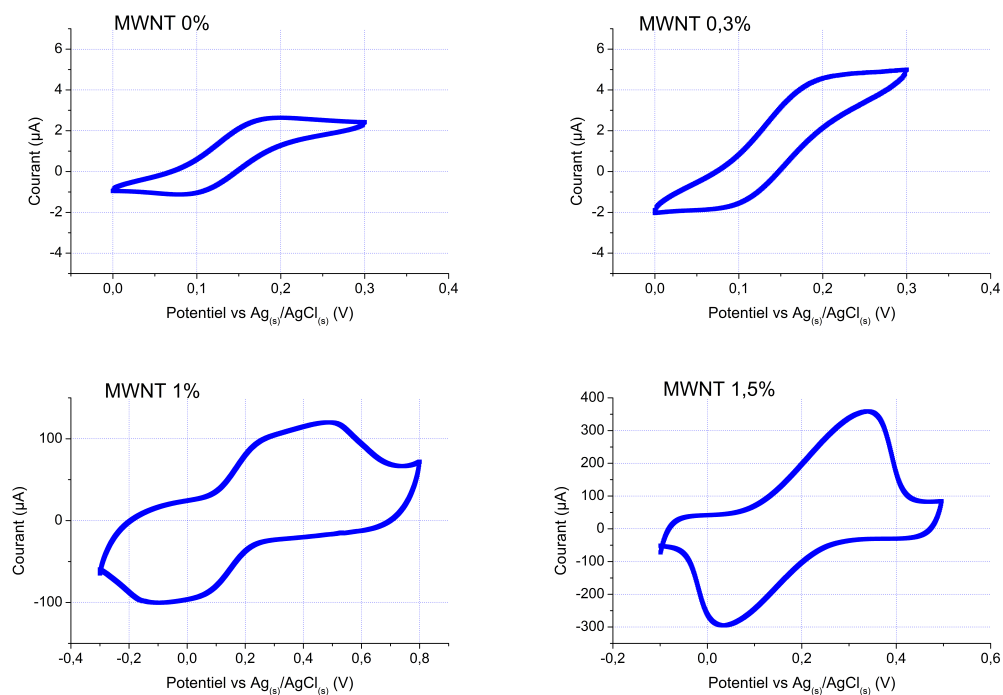 MWNT 0%
6
4
2
0
-2
-4
0,0 0,1 0,2 0,3 0,4
Courant (µA)
Potentiel vs Ag(s)/AgCl(s) (V)
MWNT 0,3%
6
4
2
0
-2
-4
0,0 0,1 0,2 0,3 0,4
Courant (µA)
Potentiel vs Ag(s)/AgCl(s) (V)
MWNT 1%
100
0
-100
-0,4 -0,2 0,0 0,2 0,4 0,6 0,8
Courant (µA)
Potentiel vs Ag(s)/AgCl(s) (V)
MWNT 1,5%
400
300
200
100
0
-100
-200
-300
-0,2 0,0 0,2 0,4 0,6
Courant (µA)
Potentiel vs Ag(s)/AgCl(s) (V)